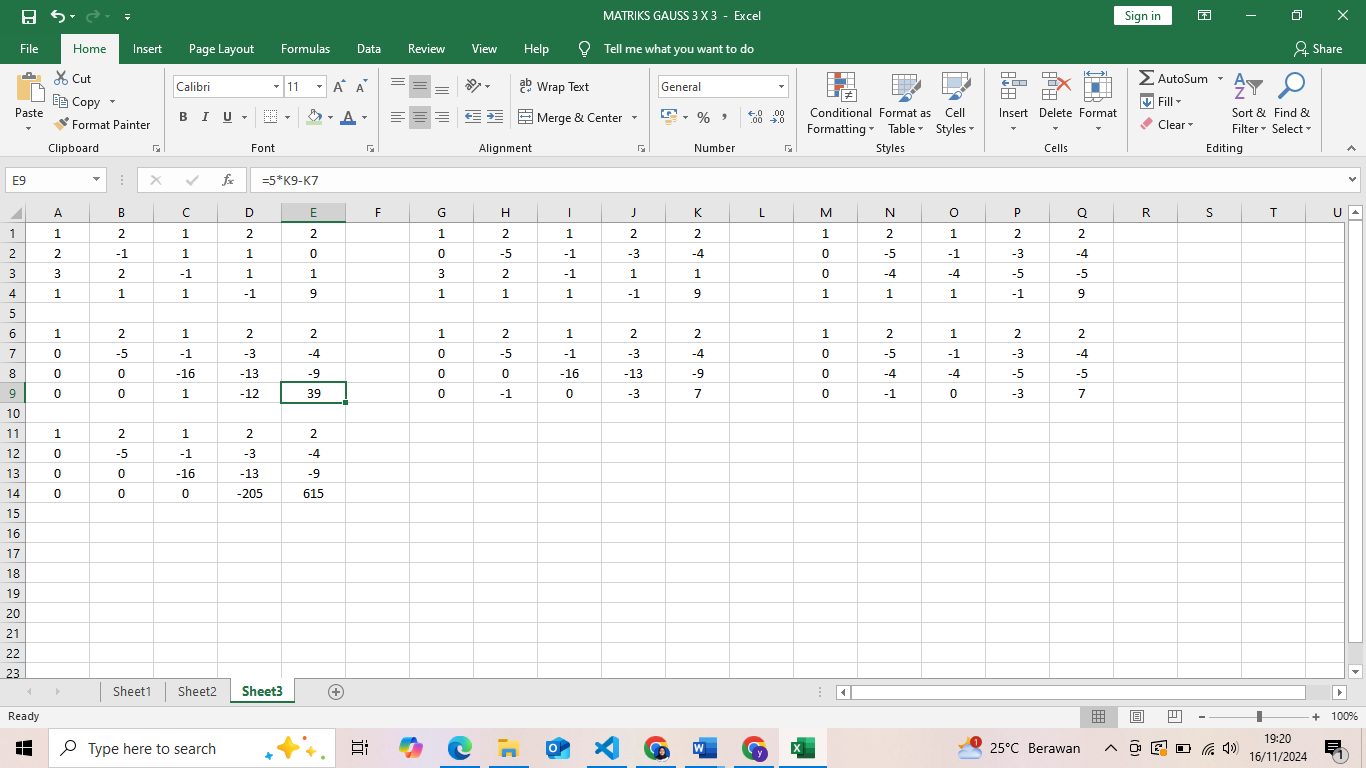 MATRIKS GAUSS 3 X 3 - Excel
Sign in
File Home Insert Page Layout Formulas Data Review View Help Tell me what you want to do Share
Paste
Cut
Copy
Format Painter
Clipboard
Calibri 11
B I U
Font
Wrap Text
Merge & Center
Alignment
General
Number
Conditional Formatting
Format as Table
Cell Styles
Styles
Insert Delete Format
Cells
AutoSum
Fill
Clear
Sort & Filter
Find & Select
Editing
E9 fx =5*K9-K7
A B C D E F G H I J K L M N O P Q R S T U
1 1 2 1 2 2 1 2 1 2 2 1 2 1 2 2
2 2 -1 1 1 0 0 -5 -1 -3 -4 0 -5 -1 -3 -4
3 3 2 -1 1 1 3 2 -1 1 1 0 -4 -4 -5 -5
4 1 1 1 -1 9 1 1 1 -1 9 1 1 1 -1 9
5
6 1 2 1 2 2 1 2 1 2 2 1 2 1 2 2
7 0 -5 -1 -3 -4 0 -5 -1 -3 -4 0 -5 -1 -3 -4
8 0 0 -16 -13 -9 0 0 -16 -13 -9 0 -4 -4 -5 -5
9 0 0 1 -12 39 0 -1 0 -3 7 0 -1 0 -3 7
10
11 1 2 1 2 2
12 0 -5 -1 -3 -4
13 0 0 -16 -13 -9
14 0 0 0 -205 615
15
16
17
18
19
20
21
22
23
Sheet1 Sheet2 Sheet3
Ready 100%
Type here to search
25°C Berawan
19:20
16/11/2024